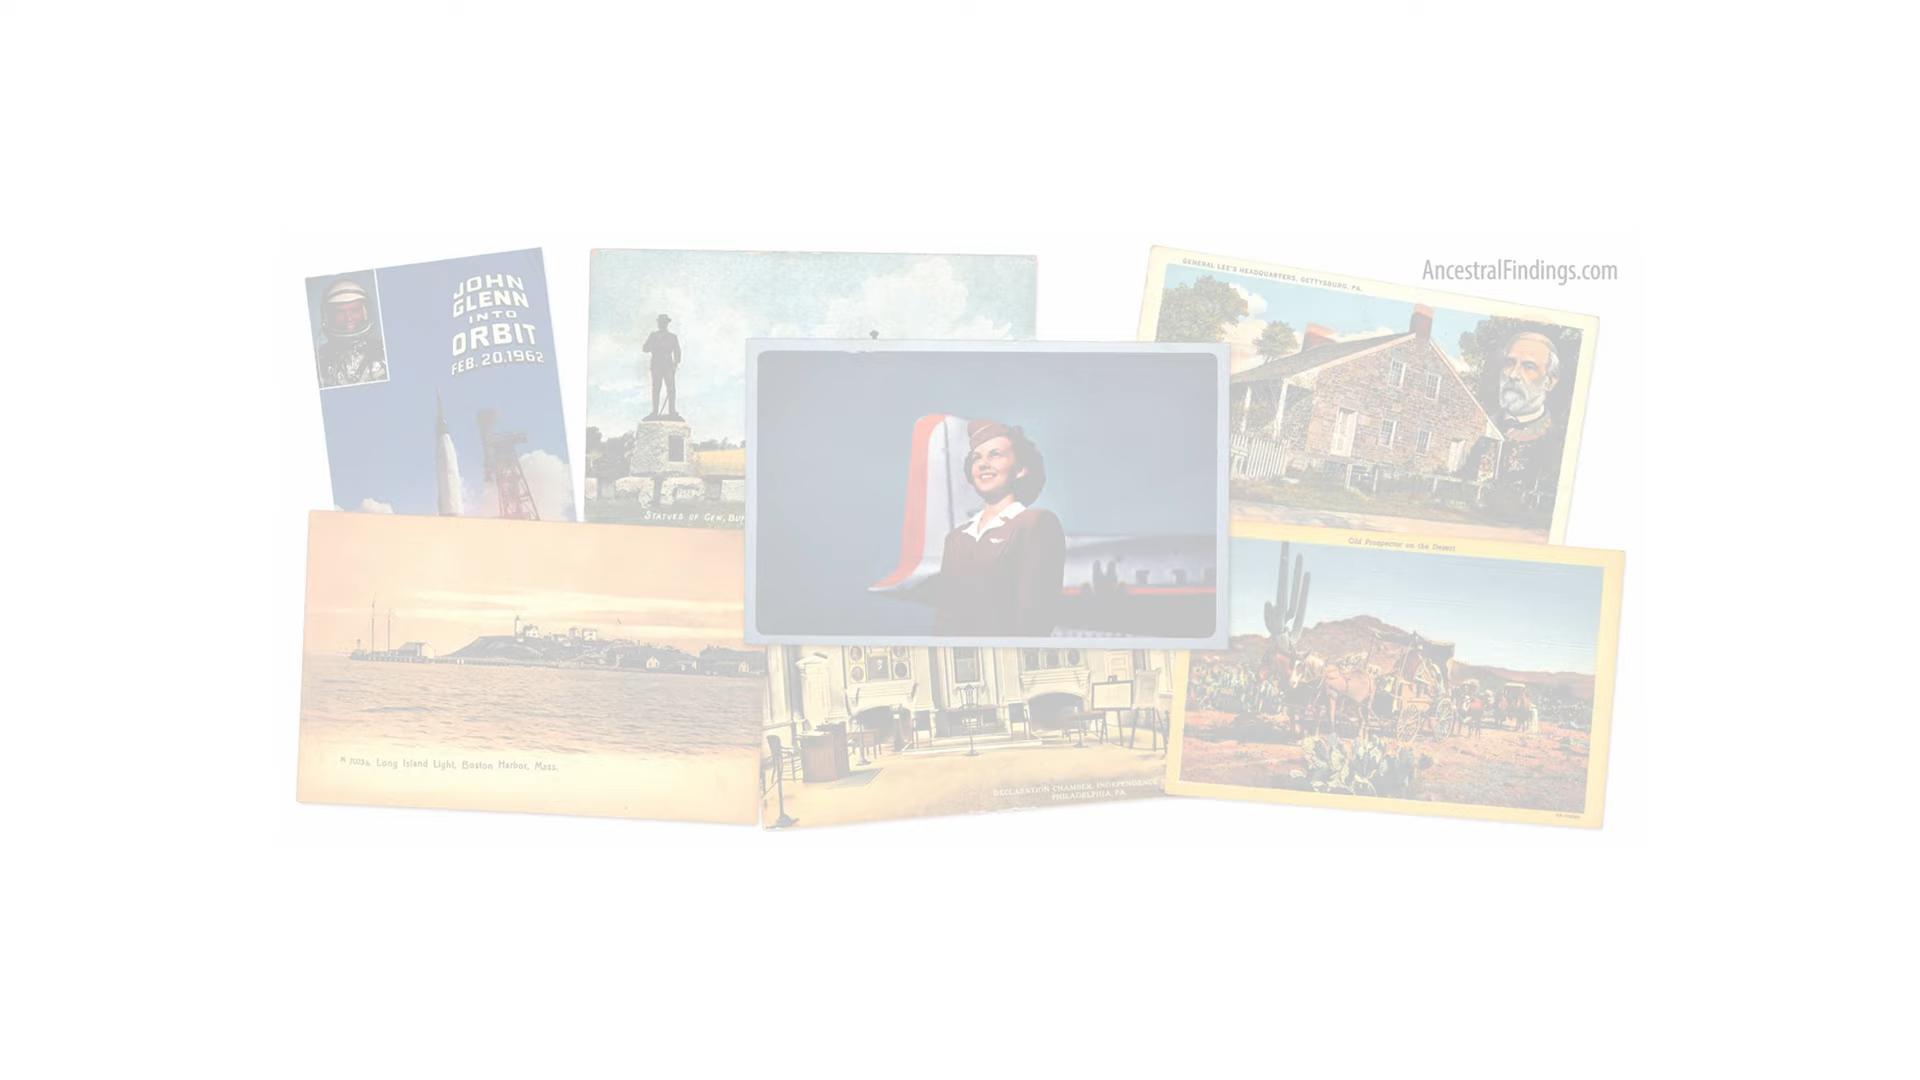 AncestralFindings.com
JOHN
GLENN
INTO
ORBIT
FEB. 20, 1962
GENERAL LEE'S HEADQUARTERS, GETTYSBURG, PA.
STATUES OF GEN. BUF
Old Prospector on the Desert
Long Island Light, Boston Harbor, Mass.
DECLARATION CHAMBER, INDEPENDENCE
PHILADELPHIA, PA.